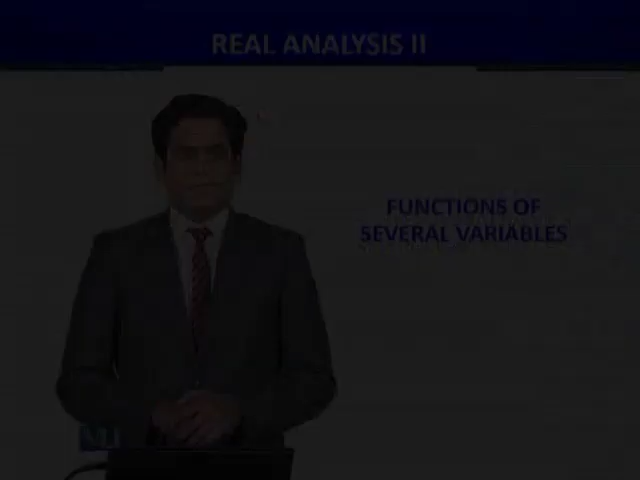 REAL ANALYSIS II
FUNCTIONS OF
SEVERAL VARIABLES